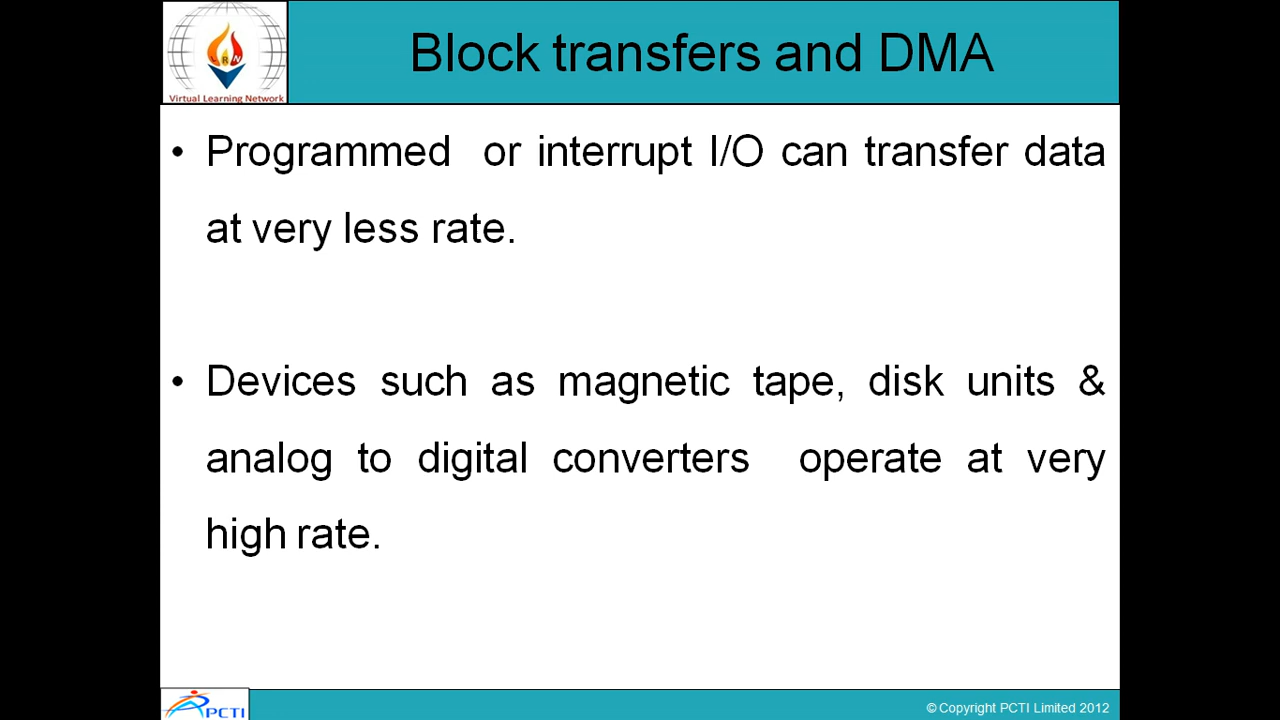 Block transfers and DMA
Virtual Learning Network
• Programmed or interrupt I/O can transfer data
at very less rate.
• Devices such as magnetic tape, disk units &
analog to digital converters operate at very
high rate.
PCTI
© Copyright PCTI Limited 2012